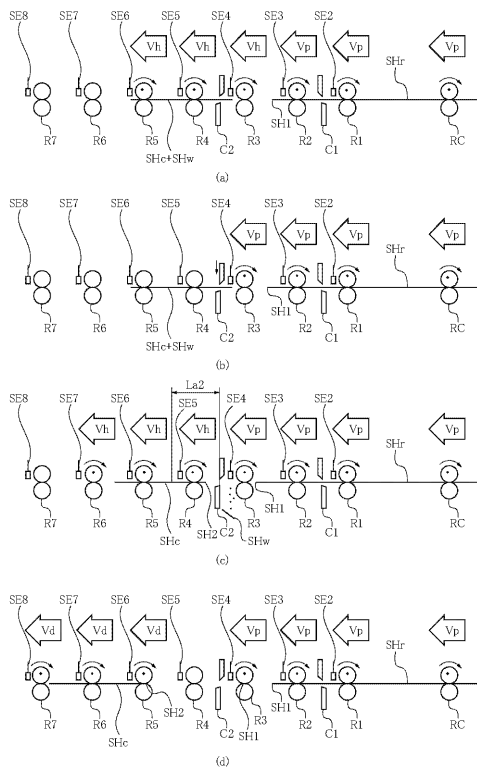 SE8 SE7 SE6 SE5 SE4 SE3 SE2
Vh Vh Vh Vp Vp Vp
SHr
SH1
R7 R6 R5 R4 C2 R3 R2 C1 R1 RC
SHc+SHw
(a)
SE8 SE7 SE6 SE5 SE4 SE3 SE2
Vp Vp Vp Vp
SHr
SH1
R7 R6 R5 R4 C2 R3 R2 C1 R1 RC
SHc+SHw
(b)
La2
SE8 SE7 SE6 SE5 SE4 SE3 SE2
Vh Vh Vh Vp Vp Vp Vp
SHr
SH1
R7 R6 R5 R4 SH2 C2 R3 R2 C1 R1 RC
SHc SHw
(c)
SE8 SE7 SE6 SE5 SE4 SE3 SE2
Vd Vd Vd Vp Vp Vp Vp
SHr
SH1
R7 R6 R5 SH2 R4 C2 R3 R2 C1 R1 RC
SHc SH1
(d)